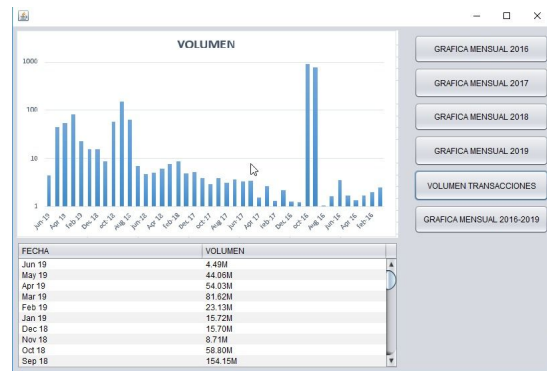 VOLUMEN
1000
100
10
1
Jun 19
Apr 19
Feb 19
Dec 18
oct 18
Aug 18
Jun 18
Apr 18
Feb 18
Dec 17
oct-17
Aug 17
Jun 17
Apr 17
Feb 17
Dec 16
oct-16
Aug 16
Jun-16
Apr 16
Feb-16
GRAFICA MENSUAL 2016
GRAFICA MENSUAL 2017
GRAFICA MENSUAL 2018
GRAFICA MENSUAL 2019
VOLUMEN TRANSACCIONES
GRAFICA MENSUAL 2016-2019
FECHA VOLUMEN
Jun 19 4.49M
May 19 44.06M
Apr 19 54.03M
Mar 19 81.62M
Feb 19 23.13M
Jan 19 15.72M
Dec 18 15.70M
Nov 18 8.71M
Oct 18 58.80M
Sep 18 154.15M